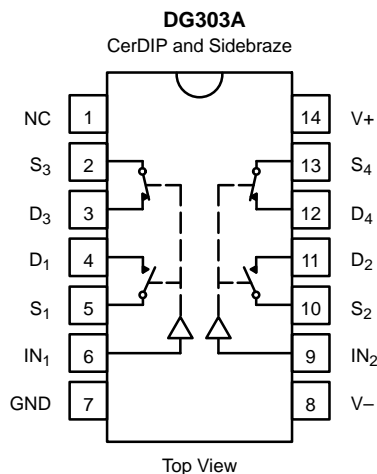 DG303A
CerDIP and Sidebraze
NC 1 14 V+
S3 2 13 S4
D3 3 12 D4
D1 4 11 D2
S1 5 10 S2
IN1 6 9 IN2
GND 7 8 V–
Top View